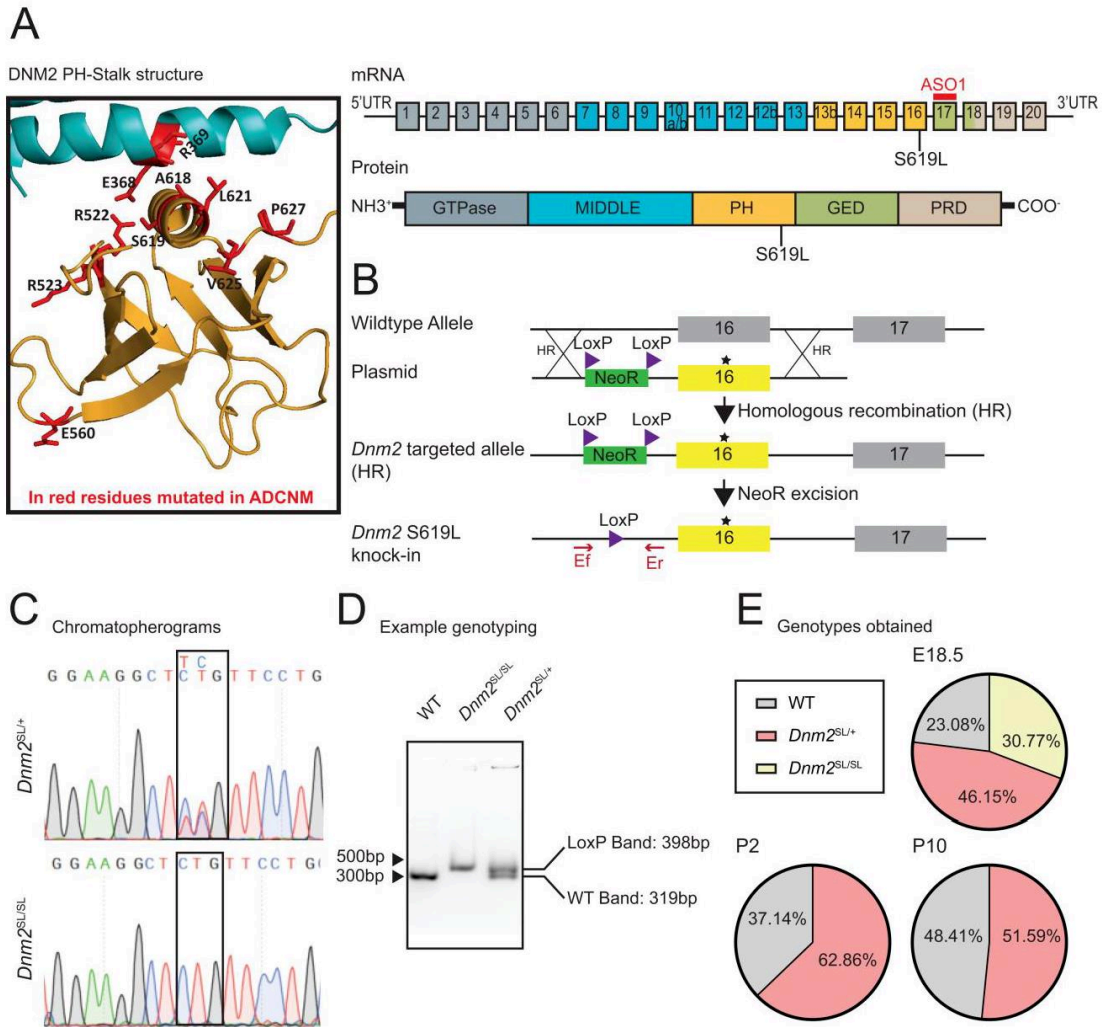 A
DNM2 PH-Stalk structure
R369
E368
A618
L621
R522
P627
S619
R523
V625
E560
In red residues mutated in ADCNM
mRNA
ASO1
5'UTR
1 2 3 4 5 6 7 8 9 10 a/b 11 12 12b 13 13b 14 15 16 17 18 19 20
3'UTR
S619L
Protein
NH3⁺ GTPase MIDDLE PH GED PRD COO⁻
S619L
B
Wildtype Allele
16 17
HR LoxP LoxP HR
Plasmid
NeoR 16
Homologous recombination (HR)
LoxP LoxP
Dnm2 targeted allele
(HR)
NeoR 16 17
NeoR excision
LoxP
Dnm2 S619L
knock-in
16 17
Ef Er
C
Chromatopherograms
T C
G G A A G G C T C T G T T C C T G
Dnm2SL/+
G G A A G G C T C T G T T C C T G
Dnm2SL/SL
D
Example genotyping
WT
Dnm2SL/SL
Dnm2SL/+
500bp
300bp
LoxP Band: 398bp
WT Band: 319bp
E
Genotypes obtained
WT
Dnm2SL/+
Dnm2SL/SL
E18.5
23.08%
30.77%
46.15%
P2
37.14%
62.86%
P10
48.41%
51.59%